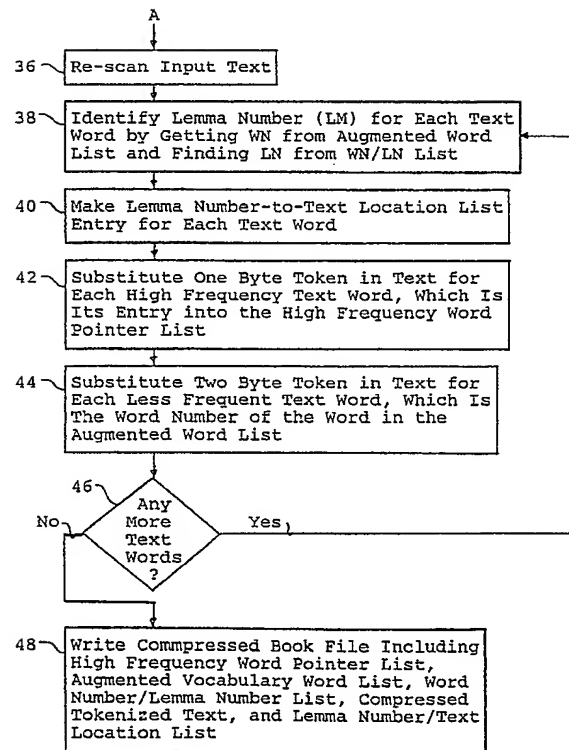 A
36 Re-scan Input Text
38 Identify Lemma Number (LM) for Each Text
Word by Getting WN from Augmented Word
List and Finding LN from WN/LN List
40 Make Lemma Number-to-Text Location List
Entry for Each Text Word
42 Substitute One Byte Token in Text for
Each High Frequency Text Word, Which Is
Its Entry into the High Frequency Word
Pointer List
44 Substitute Two Byte Token in Text for
Each Less Frequent Text Word, Which Is
The Word Number of the Word in the
Augmented Word List
46
Any
More
Text
Words
?
No
Yes
48 Write Commpressed Book File Including
High Frequency Word Pointer List,
Augmented Vocabulary Word List, Word
Number/Lemma Number List, Compressed
Tokenized Text, and Lemma Number/Text
Location List